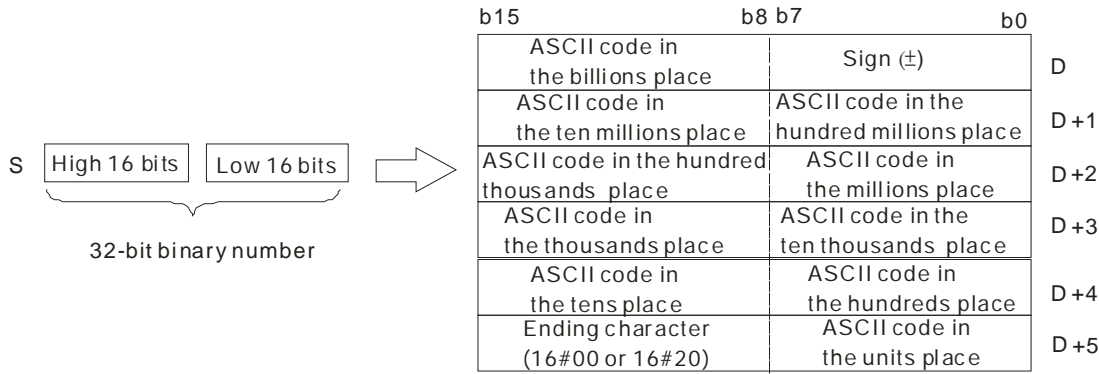 b15 b8 b7 b0
ASCII code in
the billions place
Sign (±)
D
ASCII code in
the ten millions place
ASCII code in the
hundred millions place
D+1
S
High 16 bits
Low 16 bits
ASCII code in the hundred
thousands place
ASCII code in
the millions place
D+2
ASCII code in
the thousands place
ASCII code in the
ten thousands place
D+3
32-bit binary number
ASCII code in
the tens place
ASCII code in
the hundreds place
D+4
Ending character
(16#00 or 16#20)
ASCII code in
the units place
D+5